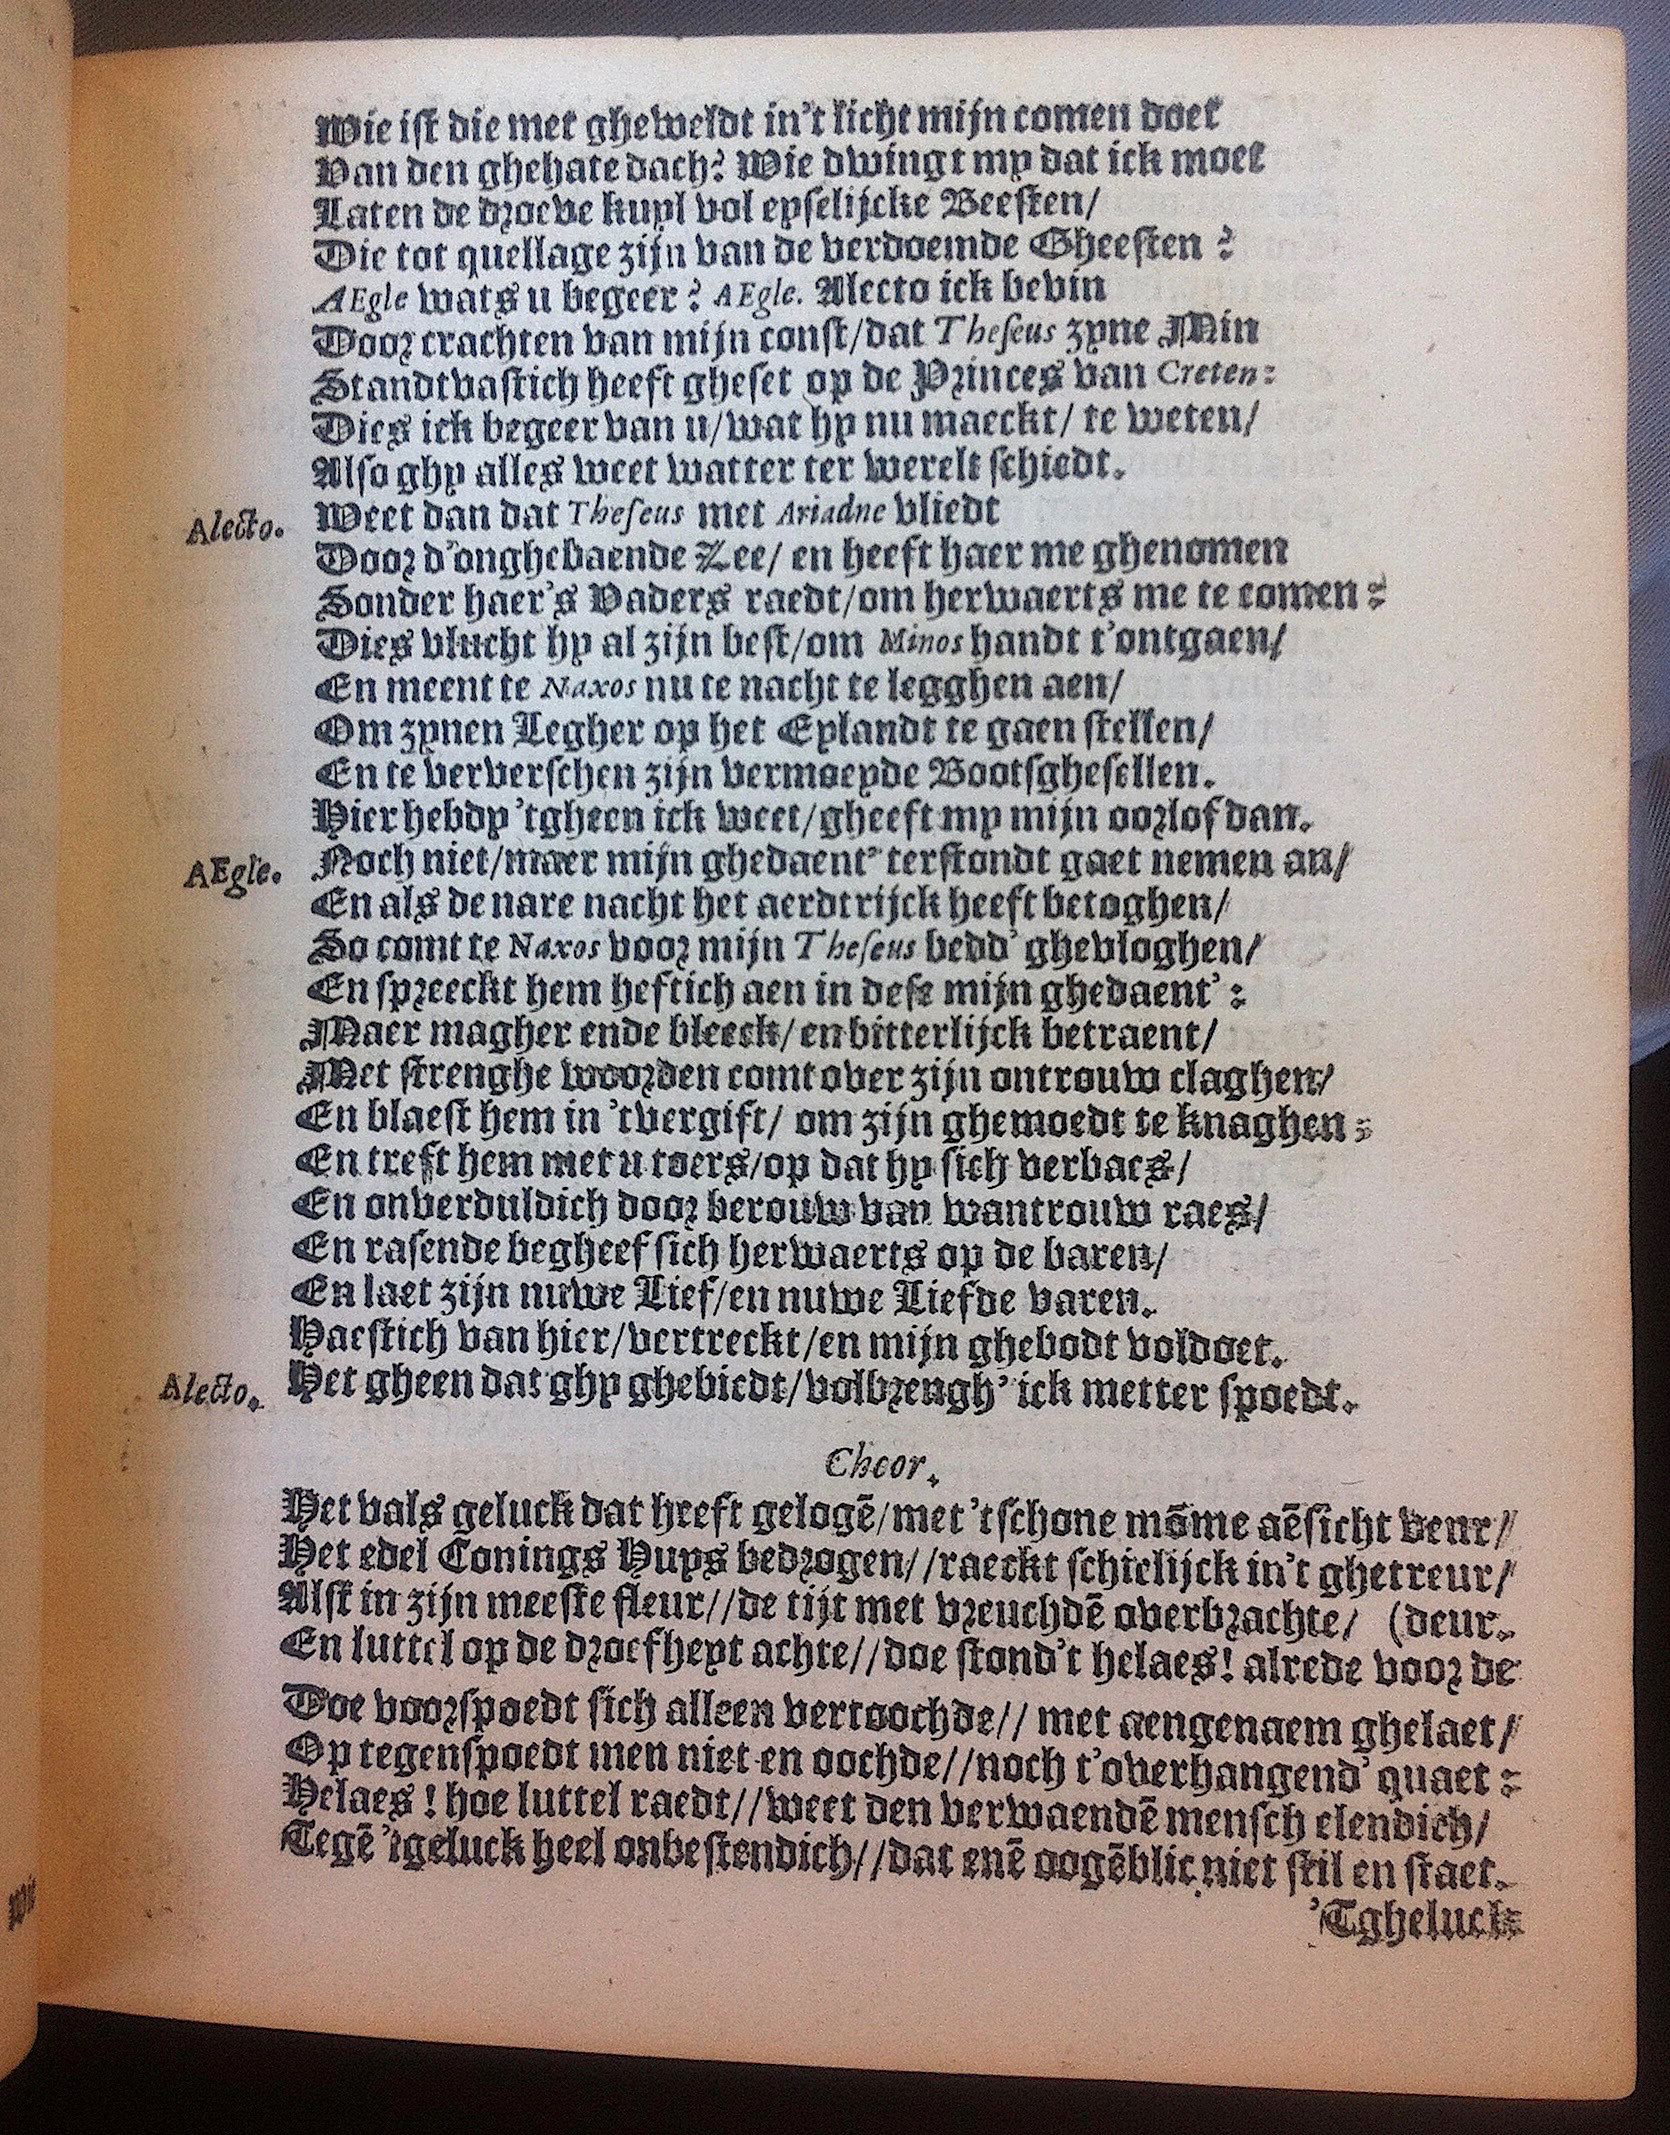 Wie ist die met gheweldt in't licht mijn comen doet
Van den ghehate dach? Wie dwingt my dat ick moet
Laten de droeve kuyl vol eyselijcke Beesten/
Die tot quellage zijn van de verdoemde Gheesten?
AEgle wats u begeer? AEgle. Alecto ick bevin
Door crachten van mijn const/dat Theseus zyne Min
Standtvastich heeft gheset op de Princes van Creten:
Dies ick begeer van u/wat hy nu maeckt/ te weten/
Also ghy alles weet watter ter werelt schiedt.
Alecto. Weet dan dat Theseus met Ariadne vliedt
Door d'onghebaende Zee/ en heeft haer me ghenomen
Sonder haer's Vaders raedt/om herwaerts me te comen:
Dies vlucht hy al zijn best/om Minos handt t'ontgaen/
En meent te Naxos nu te nacht te legghen aen/
Om zynen Legher op het Eylandt te gaen stellen/
En te ververschen zijn vermoeyde Bootsghesellen.
Hier hebdy 'tgheen ick weet/gheeft my mijn oorlof dan.
AEgle. Noch niet/maer mijn ghedaent' terstondt gaet nemen an/
En als de nare nacht het aerdtrijck heeft betoghen/
So comt te Naxos voor mijn Theseus bedd' ghevloghen/
En spreeckt hem heftich aen in dese mijn ghedaent':
Maer magher ende bleeck/ en bitterlijck betraent/
Met strenghe woorden comt over zijn ontrouw claghen/
En blaest hem in 'tvergift/ om zijn ghemoedt te knaghen:
En treft hem met u toers/op dat hy sich verbaes/
En onverduldich door berouw van wantrouw raes/
En rasende begheef sich herwaerts op de baren/
En laet zijn nuwe Lief/en nuwe Liefde varen.
Haestich van hier/vertreckt/en mijn ghebodt voldoet.
Alecto. Het gheen dat ghy ghebiedt/volbrengh' ick metter spoedt.
Choor.
Het vals geluck dat heeft gelogē/met 'tschone mōme aēsicht veur//
Het edel Conings Huys bedrogen//raeckt schielijck in't ghetreur/
Alst in zijn meeste fleur//de tijt met vreuchdē overbrachte/ (deur.
En luttel op de droefheyt achte//doe stond't helaes! alrede voor de
Doe voorspoedt sich alleen vertoochde// met aengenaem ghelaet/
Op tegenspoedt men niet en oochde//noch t'overhangend' quaet:
Helaes! hoe luttel raedt//weet den verwaendē mensch elendich/
Tegē 'tgeluck heel onbestendich//dat enē oogēblic niet stil en staet.
'Tgheluck